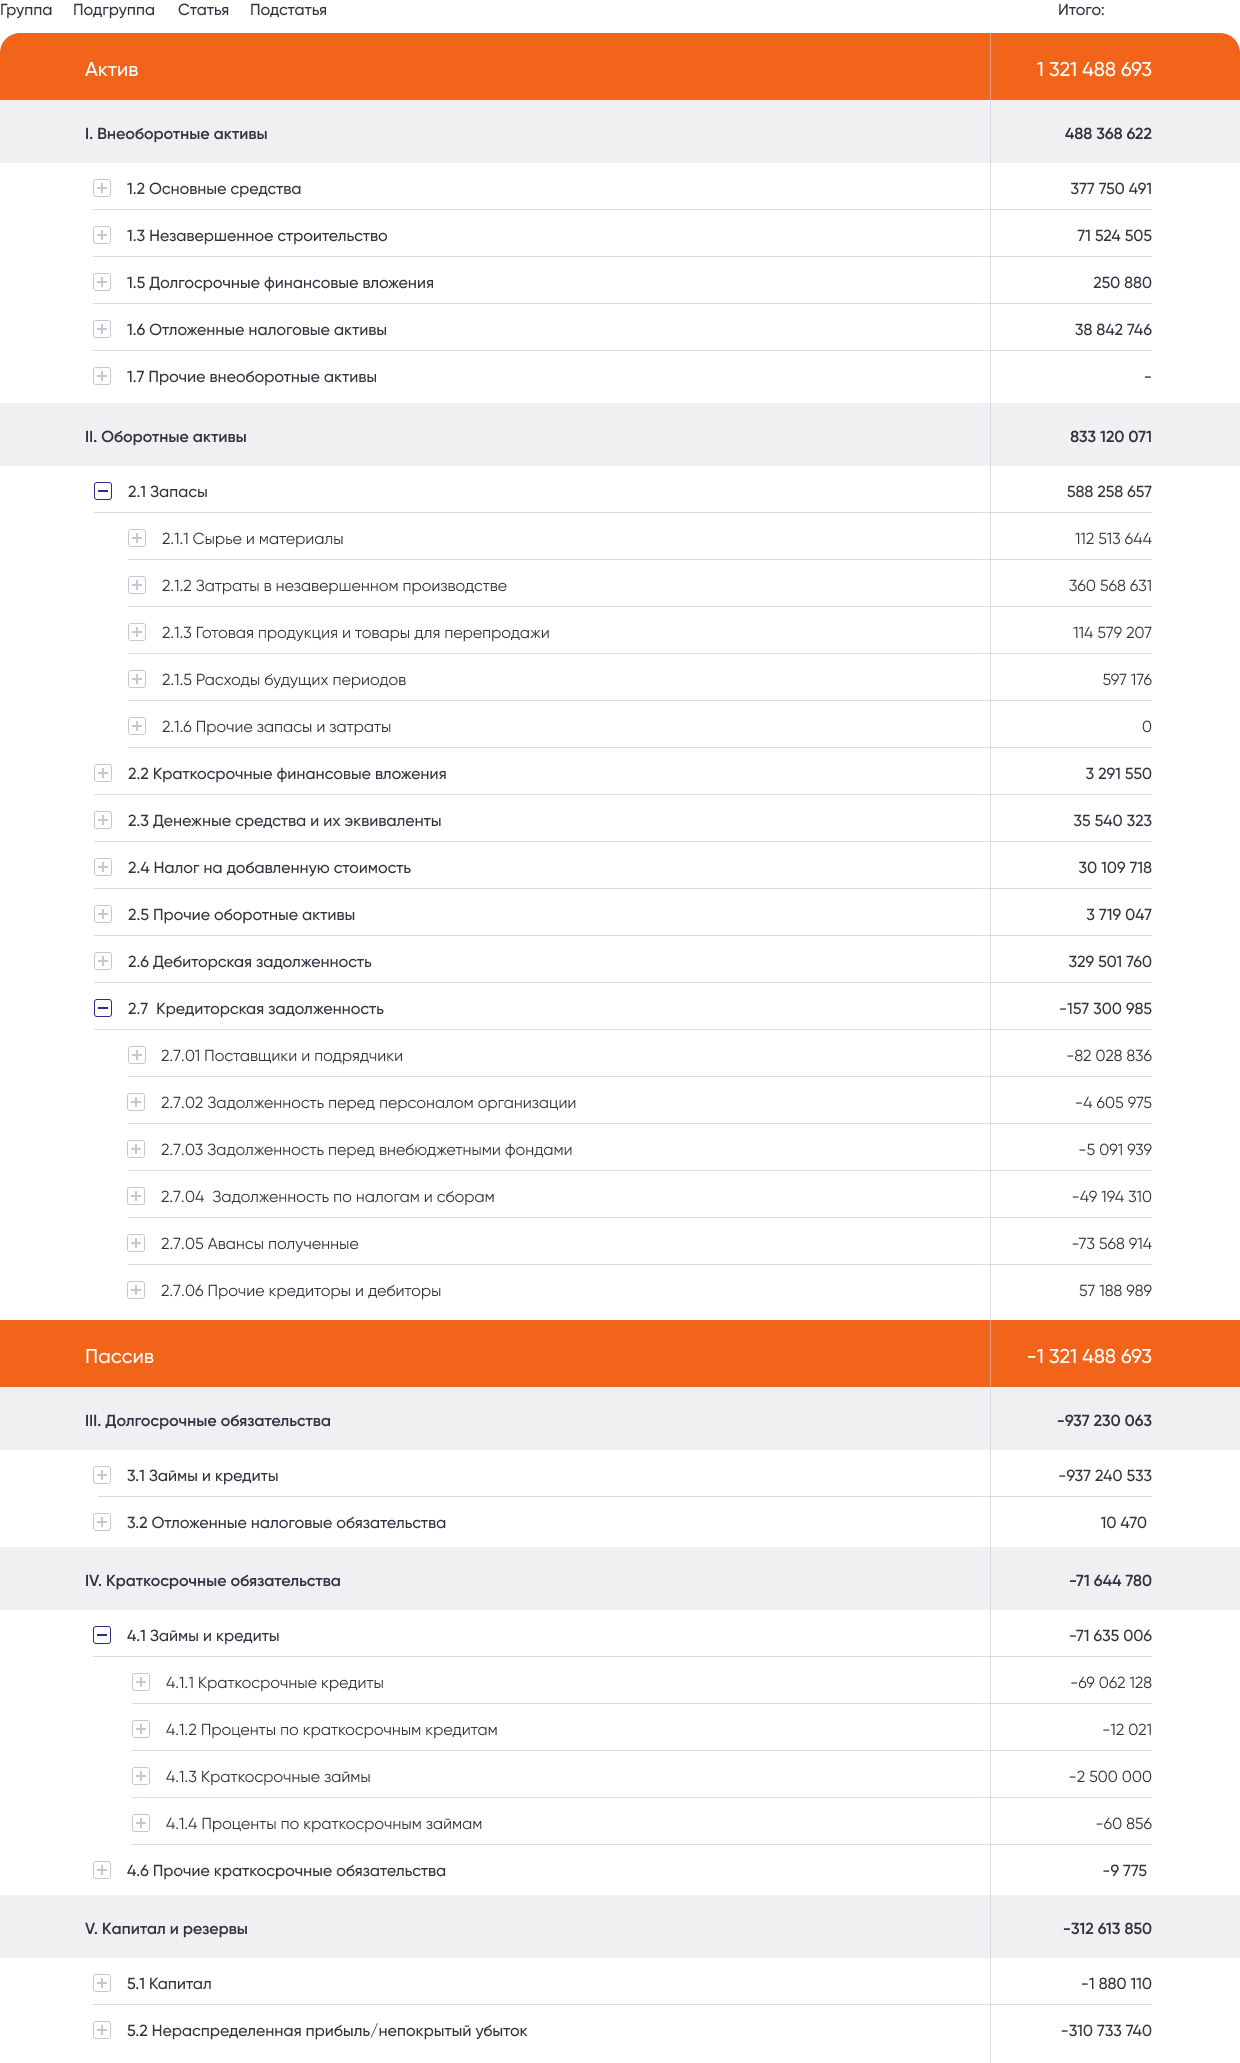 Группа Подгруппа Статья Подстатья Итого:
Актив 1 321 488 693
I. Внеоборотные активы 488 368 622
1.2 Основные средства 377 750 491
1.3 Незавершенное строительство 71 524 505
1.5 Долгосрочные финансовые вложения 250 880
1.6 Отложенные налоговые активы 38 842 746
1.7 Прочие внеоборотные активы -
II. Оборотные активы 833 120 071
2.1 Запасы 588 258 657
2.1.1 Сырье и материалы 112 513 644
2.1.2 Затраты в незавершенном производстве 360 568 631
2.1.3 Готовая продукция и товары для перепродажи 114 579 207
2.1.5 Расходы будущих периодов 597 176
2.1.6 Прочие запасы и затраты 0
2.2 Краткосрочные финансовые вложения 3 291 550
2.3 Денежные средства и их эквиваленты 35 540 323
2.4 Налог на добавленную стоимость 30 109 718
2.5 Прочие оборотные активы 3 719 047
2.6 Дебиторская задолженность 329 501 760
2.7 Кредиторская задолженность -157 300 985
2.7.01 Поставщики и подрядчики -82 028 836
2.7.02 Задолженность перед персоналом организации -4 605 975
2.7.03 Задолженность перед внебюджетными фондами -5 091 939
2.7.04 Задолженность по налогам и сборам -49 194 310
2.7.05 Авансы полученные -73 568 914
2.7.06 Прочие кредиторы и дебиторы 57 188 989
Пассив -1 321 488 693
III. Долгосрочные обязательства -937 230 063
3.1 Займы и кредиты -937 240 533
3.2 Отложенные налоговые обязательства 10 470
IV. Краткосрочные обязательства -71 644 780
4.1 Займы и кредиты -71 635 006
4.1.1 Краткосрочные кредиты -69 062 128
4.1.2 Проценты по краткосрочным кредитам -12 021
4.1.3 Краткосрочные займы -2 500 000
4.1.4 Проценты по краткосрочным займам -60 856
4.6 Прочие краткосрочные обязательства -9 775
V. Капитал и резервы -312 613 850
5.1 Капитал -1 880 110
5.2 Нераспределенная прибыль/непокрытый убыток -310 733 740